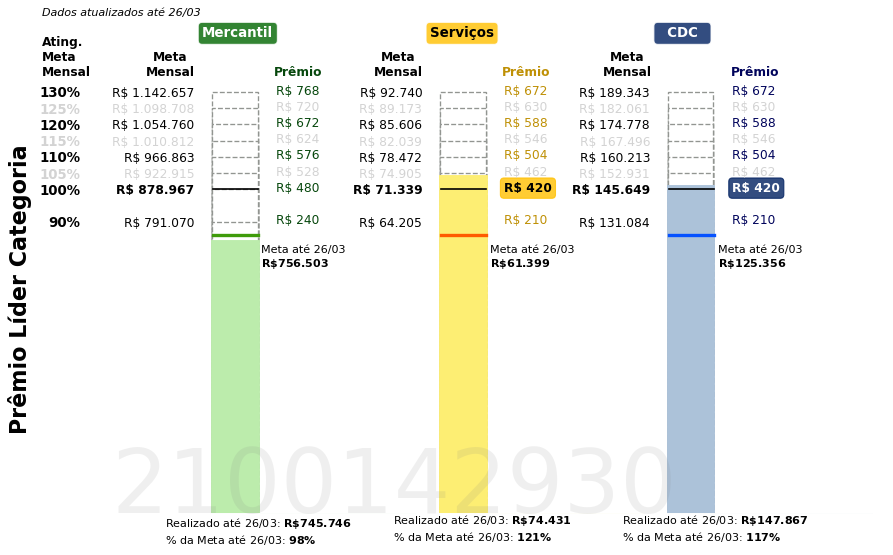 Dados atualizados até 26/03
Mercantil Serviços CDC
Ating. Meta Mensal
Meta Mensal Prêmio Meta Mensal Prêmio Meta Mensal Prêmio
130% R$ 1.142.657 R$ 768 R$ 92.740 R$ 672 R$ 189.343 R$ 672
125% R$ 1.098.708 R$ 720 R$ 89.173 R$ 630 R$ 182.061 R$ 630
120% R$ 1.054.760 R$ 672 R$ 85.606 R$ 588 R$ 174.778 R$ 588
115% R$ 1.010.812 R$ 624 R$ 82.039 R$ 546 R$ 167.496 R$ 546
110% R$ 966.863 R$ 576 R$ 78.472 R$ 504 R$ 160.213 R$ 504
105% R$ 922.915 R$ 528 R$ 74.905 R$ 462 R$ 152.931 R$ 462
100% R$ 878.967 R$ 480 R$ 71.339 R$ 420 R$ 145.649 R$ 420
90% R$ 791.070 R$ 240 R$ 64.205 R$ 210 R$ 131.084 R$ 210
Meta até 26/03 Meta até 26/03 Meta até 26/03
R$756.503 R$61.399 R$125.356
Prêmio Líder Categoria
2100142930
Realizado até 26/03: R$745.746 Realizado até 26/03: R$74.431 Realizado até 26/03: R$147.867
% da Meta até 26/03: 98% % da Meta até 26/03: 121% % da Meta até 26/03: 117%